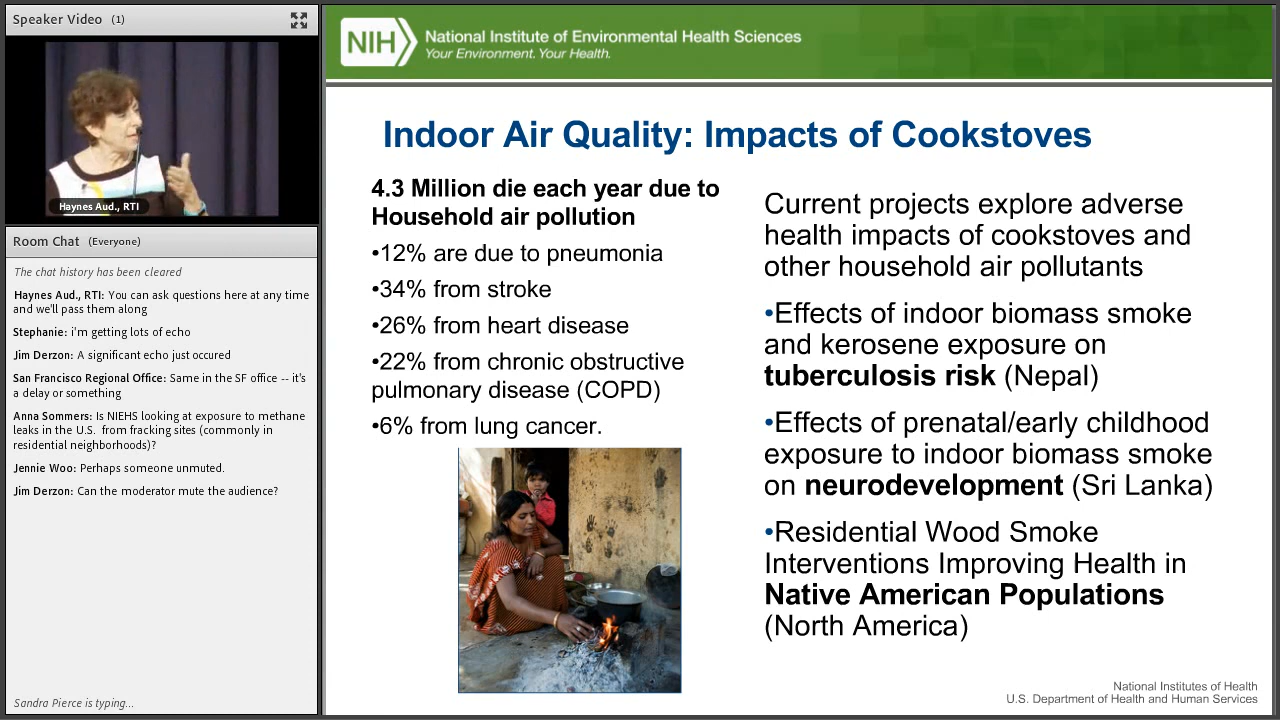 Speaker Video (1)
Haynes Aud., RTI
Room Chat (Everyone)
The chat history has been cleared
Haynes Aud., RTI: You can ask questions here at any time
and we'll pass them along
Stephanie: i'm getting lots of echo
Jim Derzon: A significant echo just occured
San Francisco Regional Office: Same in the SF office -- it's
a delay or something
Anna Sommers: Is NIEHS looking at exposure to methane
leaks in the U.S. from fracking sites (commonly in
residential neighborhoods)?
Jennie Woo: Perhaps someone unmuted.
Jim Derzon: Can the moderator mute the audience?
Sandra Pierce is typing...
NIH National Institute of Environmental Health Sciences
Your Environment. Your Health.
Indoor Air Quality: Impacts of Cookstoves
4.3 Million die each year due to
Household air pollution
•12% are due to pneumonia
•34% from stroke
•26% from heart disease
•22% from chronic obstructive
pulmonary disease (COPD)
•6% from lung cancer.
Current projects explore adverse
health impacts of cookstoves and
other household air pollutants
•Effects of indoor biomass smoke
and kerosene exposure on
tuberculosis risk (Nepal)
•Effects of prenatal/early childhood
exposure to indoor biomass smoke
on neurodevelopment (Sri Lanka)
•Residential Wood Smoke
Interventions Improving Health in
Native American Populations
(North America)
National Institutes of Health
U.S. Department of Health and Human Services